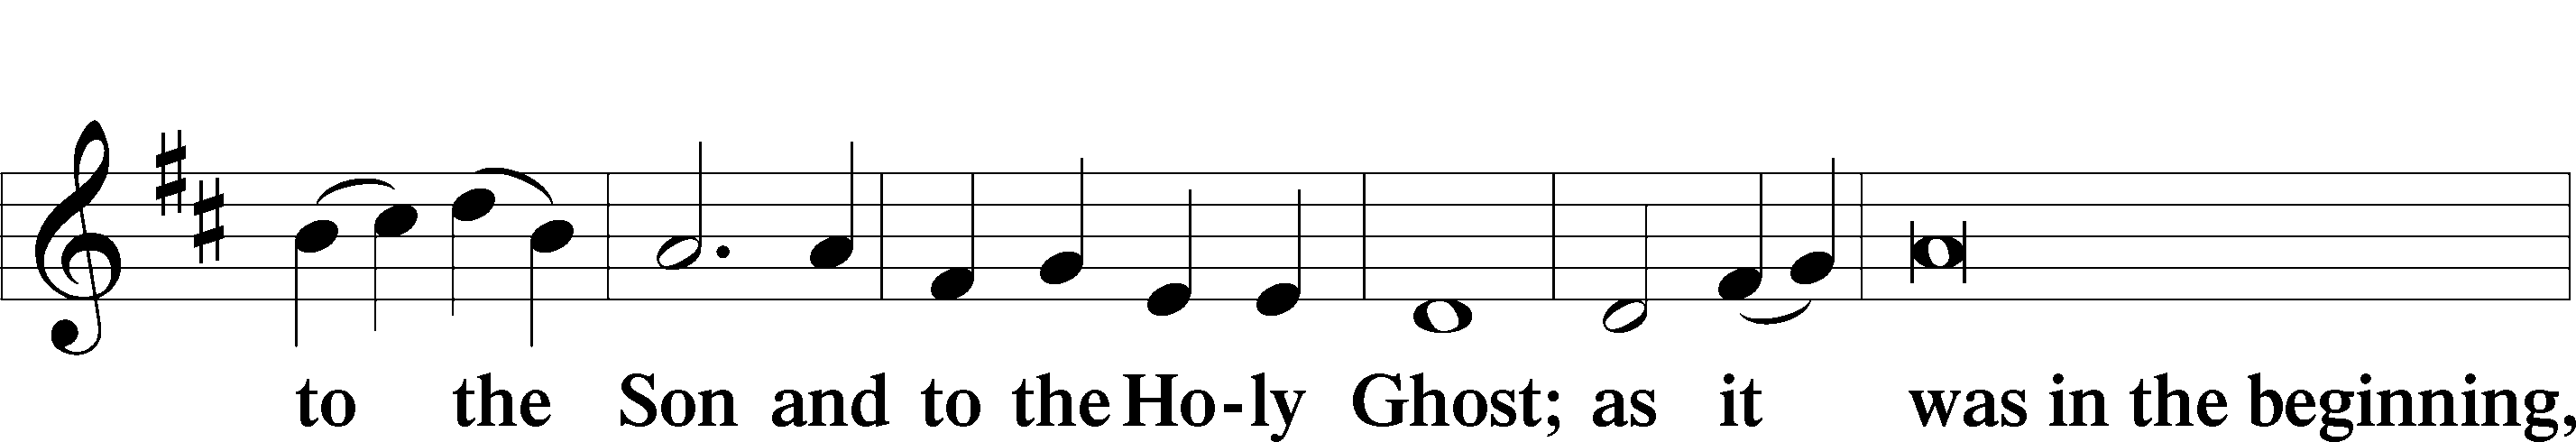 to the Son and to the Ho-ly Ghost; as it was in the beginning,